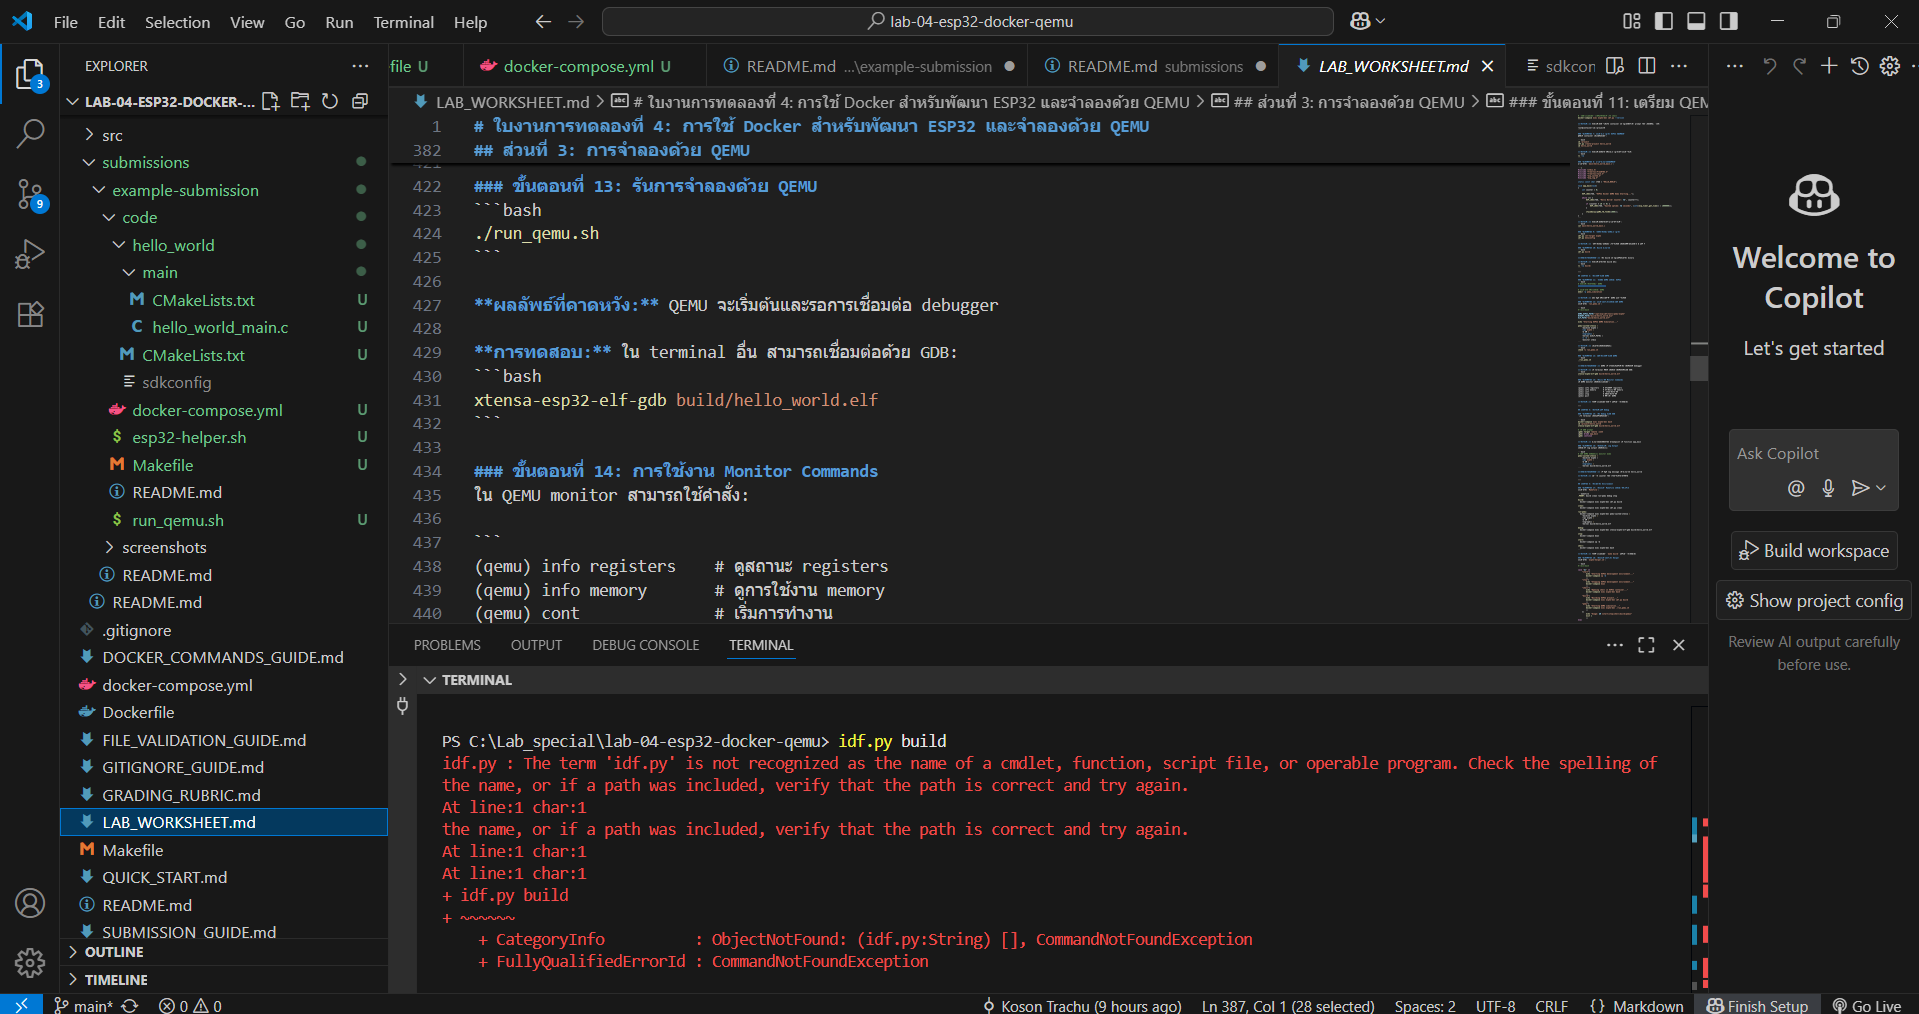 File Edit Selection View Go Run Terminal Help
lab-04-esp32-docker-qemu
EXPLORER
LAB-04-ESP32-DOCKER-...
src
submissions
example-submission
code
hello_world
main
CMakeLists.txt U
hello_world_main.c U
CMakeLists.txt U
sdkconfig
docker-compose.yml U
esp32-helper.sh U
Makefile U
README.md
run_qemu.sh U
screenshots
README.md
README.md
.gitignore
DOCKER_COMMANDS_GUIDE.md
docker-compose.yml
Dockerfile
FILE_VALIDATION_GUIDE.md
GITIGNORE_GUIDE.md
GRADING_RUBRIC.md
LAB_WORKSHEET.md
Makefile
QUICK_START.md
README.md
SUBMISSION_GUIDE.md
OUTLINE
TIMELINE
3
9
file U docker-compose.yml U README.md ...\example-submission README.md submissions LAB_WORKSHEET.md sdkcon
LAB_WORKSHEET.md > # ใบงานการทดลองที่ 4: การใช้ Docker สำหรับพัฒนา ESP32 และจำลองด้วย QEMU > ## ส่วนที่ 3: การจำลองด้วย QEMU > ### ขั้นตอนที่ 11: เตรียม QEM
1 # ใบงานการทดลองที่ 4: การใช้ Docker สำหรับพัฒนา ESP32 และจำลองด้วย QEMU
382 ## ส่วนที่ 3: การจำลองด้วย QEMU
421
422 ### ขั้นตอนที่ 13: รันการจำลองด้วย QEMU
423 ```bash
424 ./run_qemu.sh
425 ```
426
427 **ผลลัพธ์ที่คาดหวัง:** QEMU จะเริ่มต้นและรอการเชื่อมต่อ debugger
428
429 **การทดสอบ:** ใน terminal อื่น สามารถเชื่อมต่อด้วย GDB:
430 ```bash
431 xtensa-esp32-elf-gdb build/hello_world.elf
432 ```
433
434 ### ขั้นตอนที่ 14: การใช้งาน Monitor Commands
435 ใน QEMU monitor สามารถใช้คำสั่ง:
436
437 ```
438 (qemu) info registers # ดูสถานะ registers
439 (qemu) info memory # ดูการใช้งาน memory
440 (qemu) cont # เริ่มการทำงาน
PROBLEMS OUTPUT DEBUG CONSOLE TERMINAL
TERMINAL
PS C:\Lab_special\lab-04-esp32-docker-qemu> idf.py build
idf.py : The term 'idf.py' is not recognized as the name of a cmdlet, function, script file, or operable program. Check the spelling of
the name, or if a path was included, verify that the path is correct and try again.
At line:1 char:1
the name, or if a path was included, verify that the path is correct and try again.
At line:1 char:1
At line:1 char:1
+ idf.py build
+ ~~~~~~
+ CategoryInfo : ObjectNotFound: (idf.py:String) [], CommandNotFoundException
+ FullyQualifiedErrorId : CommandNotFoundException
Welcome to
Copilot
Let's get started
Ask Copilot
Build workspace
Show project config
Review AI output carefully
before use.
main* 0 0 Koson Trachu (9 hours ago) Ln 387, Col 1 (28 selected) Spaces: 2 UTF-8 CRLF {} Markdown Finish Setup Go Live